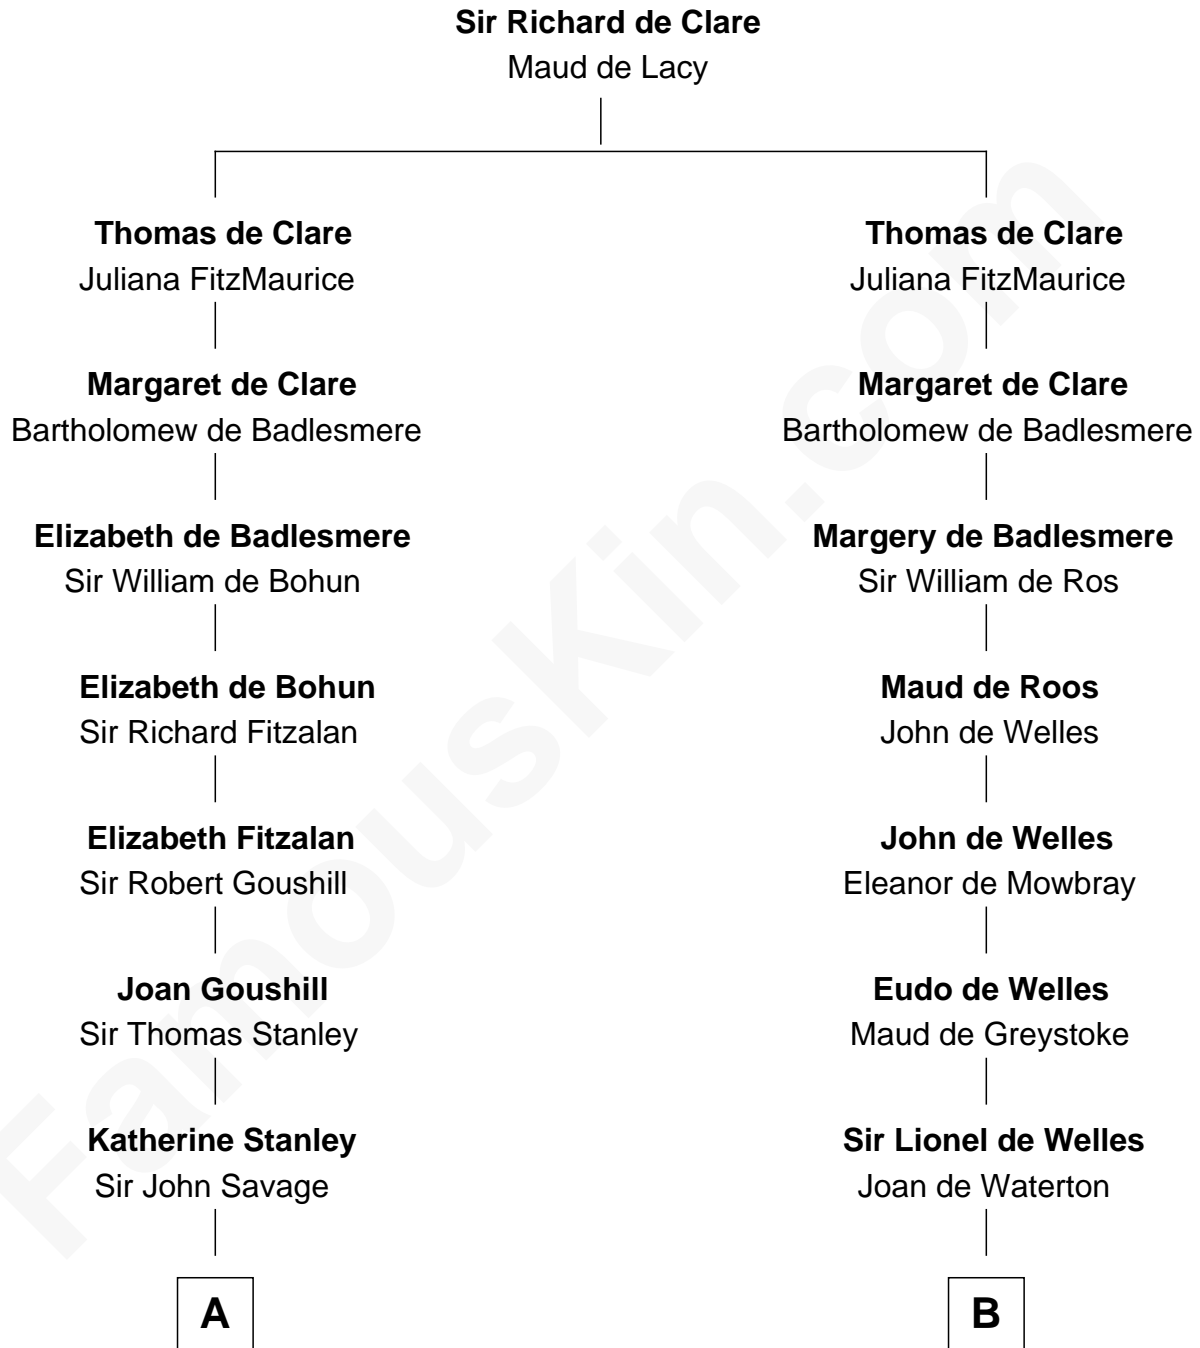 Sir Richard de Clare
Maud de Lacy
Thomas de Clare
Juliana FitzMaurice
Thomas de Clare
Juliana FitzMaurice
Margaret de Clare
Bartholomew de Badlesmere
Margaret de Clare
Bartholomew de Badlesmere
Elizabeth de Badlesmere
Sir William de Bohun
Margery de Badlesmere
Sir William de Ros
Elizabeth de Bohun
Sir Richard Fitzalan
Maud de Roos
John de Welles
Elizabeth Fitzalan
Sir Robert Goushill
John de Welles
Eleanor de Mowbray
Joan Goushill
Sir Thomas Stanley
Eudo de Welles
Maud de Greystoke
Katherine Stanley
Sir John Savage
Sir Lionel de Welles
Joan de Waterton
A
B
FamousKin.com